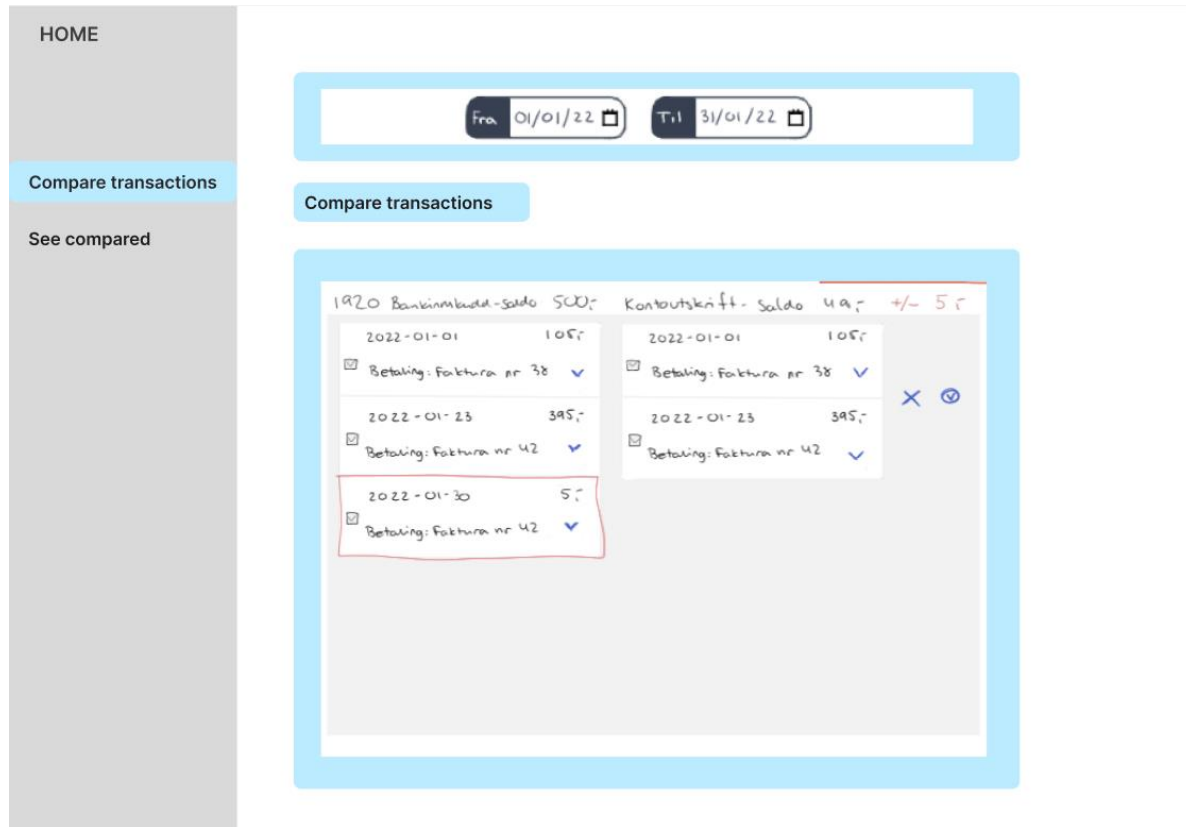 HOME
Compare transactions
See compared
Fra 01/01/22
Til 31/01/22
Compare transactions
1920 Bankinnskudd-saldo 500,-
Kontoutskrift-saldo
+/- 5,-
2022-01-01 105,-
Betaling: Faktura nr 38
2022-01-23 395,-
Betaling: Faktura nr 42
2022-01-30 5,-
Betaling: Faktura nr 42
2022-01-01 105,-
Betaling: Faktura nr 38
2022-01-23 395,-
Betaling: Faktura nr 42